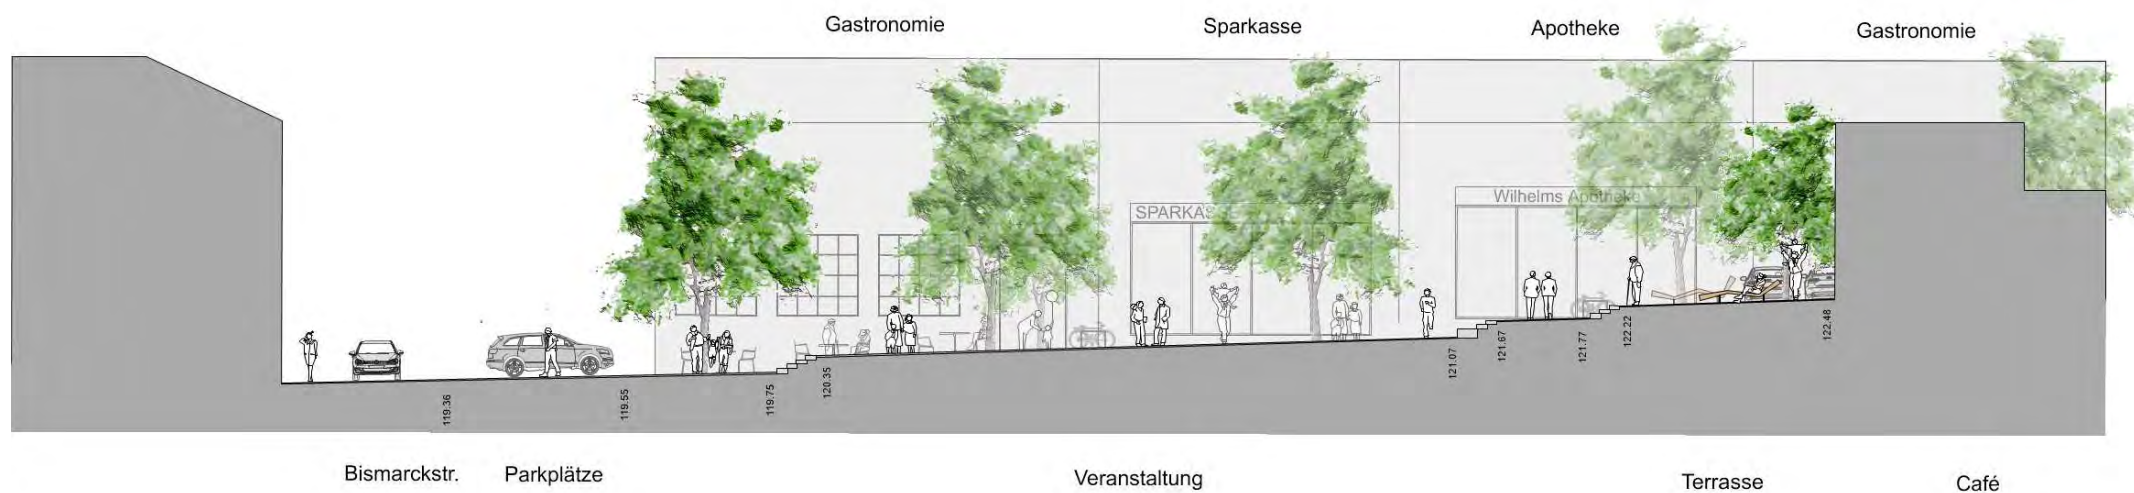 Gastronomie
Sparkasse
Apotheke
Gastronomie
SPARKAS
Wilhelms Apotheke
119.36
119.55
119.75
120.35
121.07
121.67
121.77
122.22
122.48
Bismarckstr.
Parkplätze
Veranstaltung
Terrasse
Café